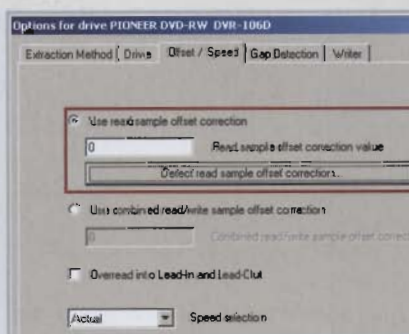 Options for drive PIONEER DVD-RW DVR-106D
Extraction Method Drive Offset / Speed Gap Detection Writer
Use read sample offset correction
0 Read sample offset correction value
Detect read sample offset correction...
Use combined read/write sample offset correction
0 Combined read/write sample offset correc
Overread into Lead-In and Lead-Out
Actual Speed selection